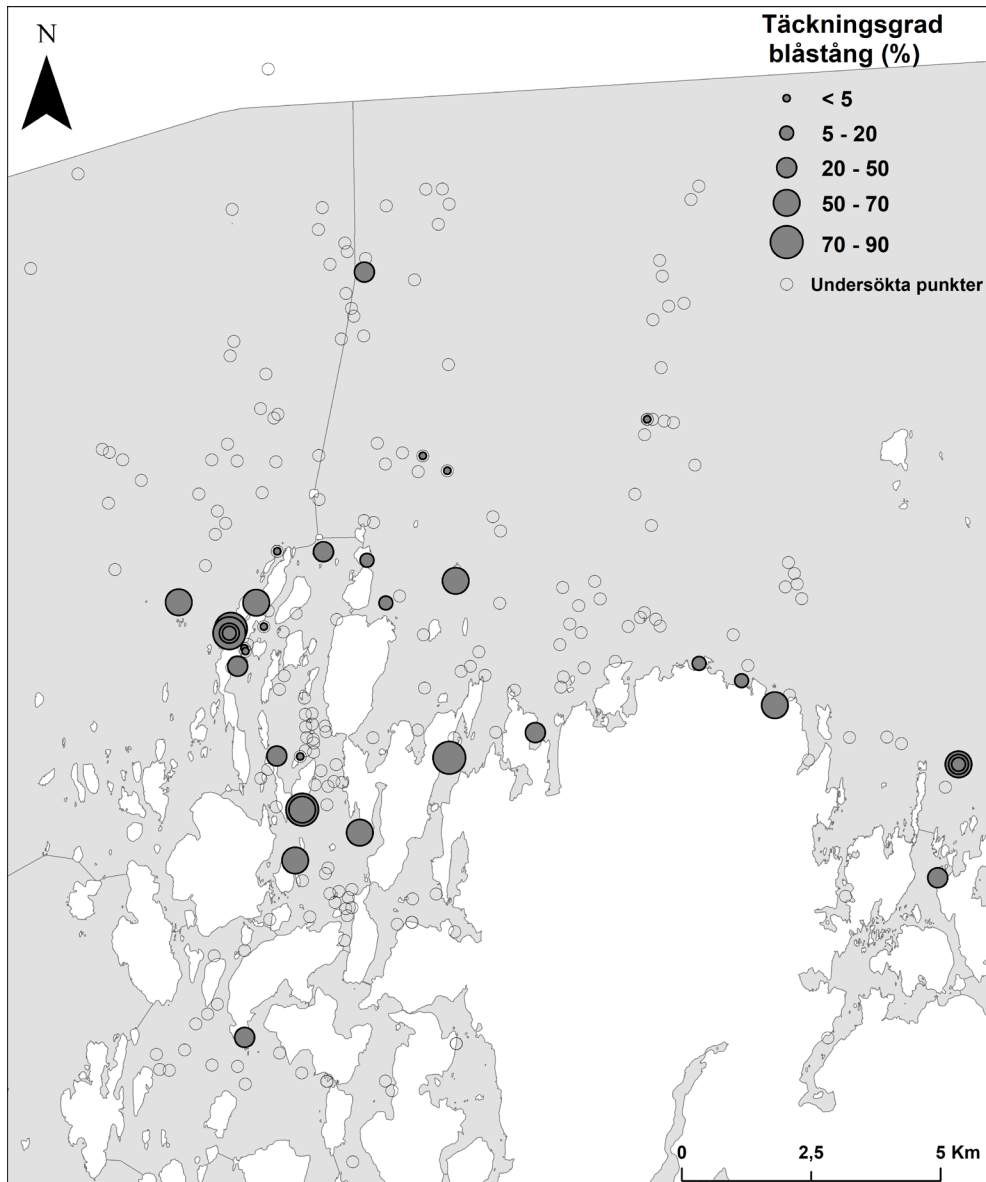 N
Täckningsgrad
blåstång (%)
< 5
5 - 20
20 - 50
50 - 70
70 - 90
Undersökta punkter
0 2,5 5 Km